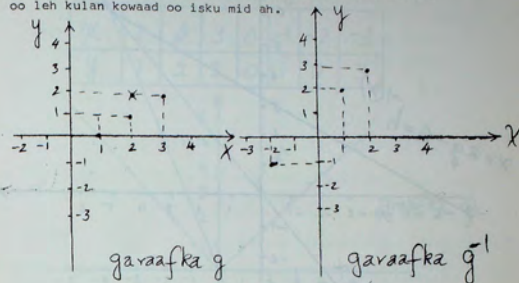 oo leh kulan kowaad oo isku mid ah.
y
4
3
2
1
-2 -1 1 2 3 4 X
-1
-2
-3
garaafka g
y
4
3
2
1
-3 -2 -1 1 2 3 4 X
-1
-2
-3
garaafka g⁻¹